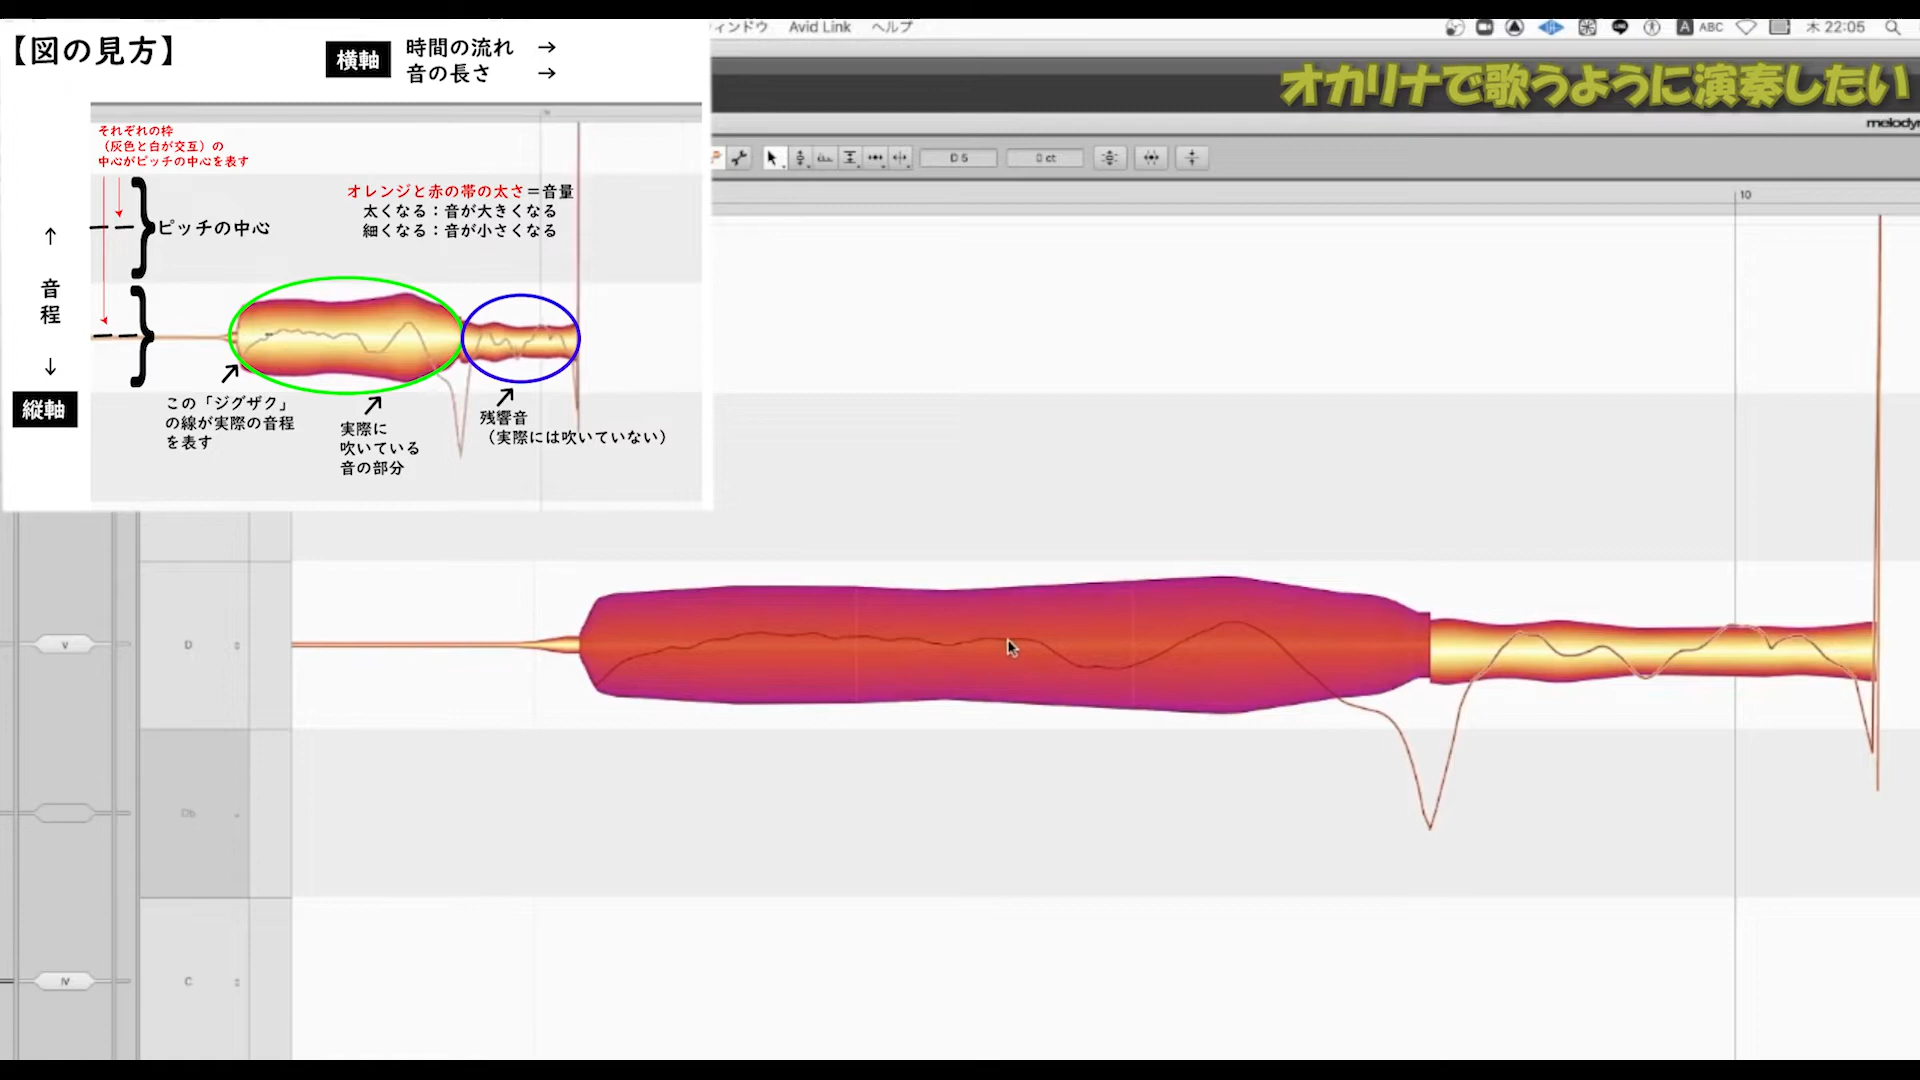 ィンドウ Avid Link ヘルプ
A ABC 木 22:05
【図の見方】
横軸
時間の流れ →
音の長さ →
オカリナで歌うように演奏したい
melody
それぞれの枠
（灰色と白が交互）の
中心がピッチの中心を表す
D 5
0 ct
10
オレンジと赤の帯の太さ＝音量
太くなる：音が大きくなる
細くなる：音が小さくなる
ピッチの中心
↑
音
程
↓
縦軸
この「ジグザク」
の線が実際の音程
を表す
実際に
吹いている
音の部分
残響音
（実際には吹いていない）
V
D
Db
IV
C